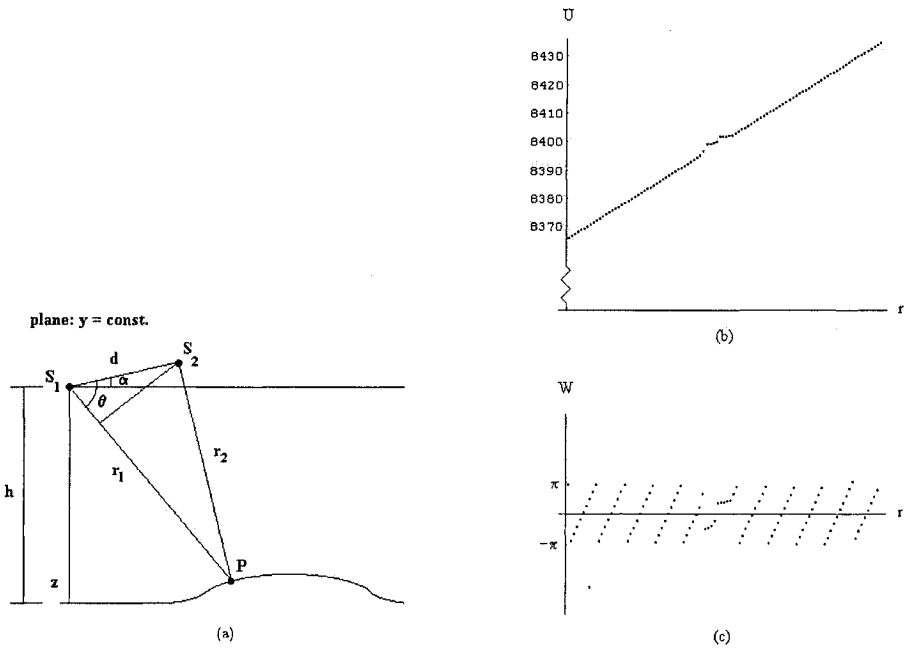 plane: y = const.
S1
d
S2
α
θ
h
r1
r2
z
P
(a)
U
8430
8420
8410
8400
8390
8380
8370
r
(b)
W
π
r
-π
(c)